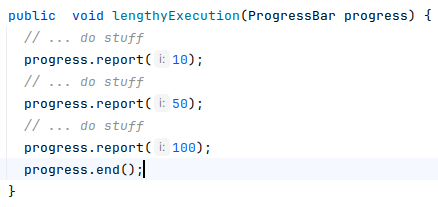 public  void lengthyExecution(ProgressBar progress) {
// ... do stuff
progress.report( i: 10);
// ... do stuff
progress.report( i: 50);
// ... do stuff
progress.report( i: 100);
progress.end();
}